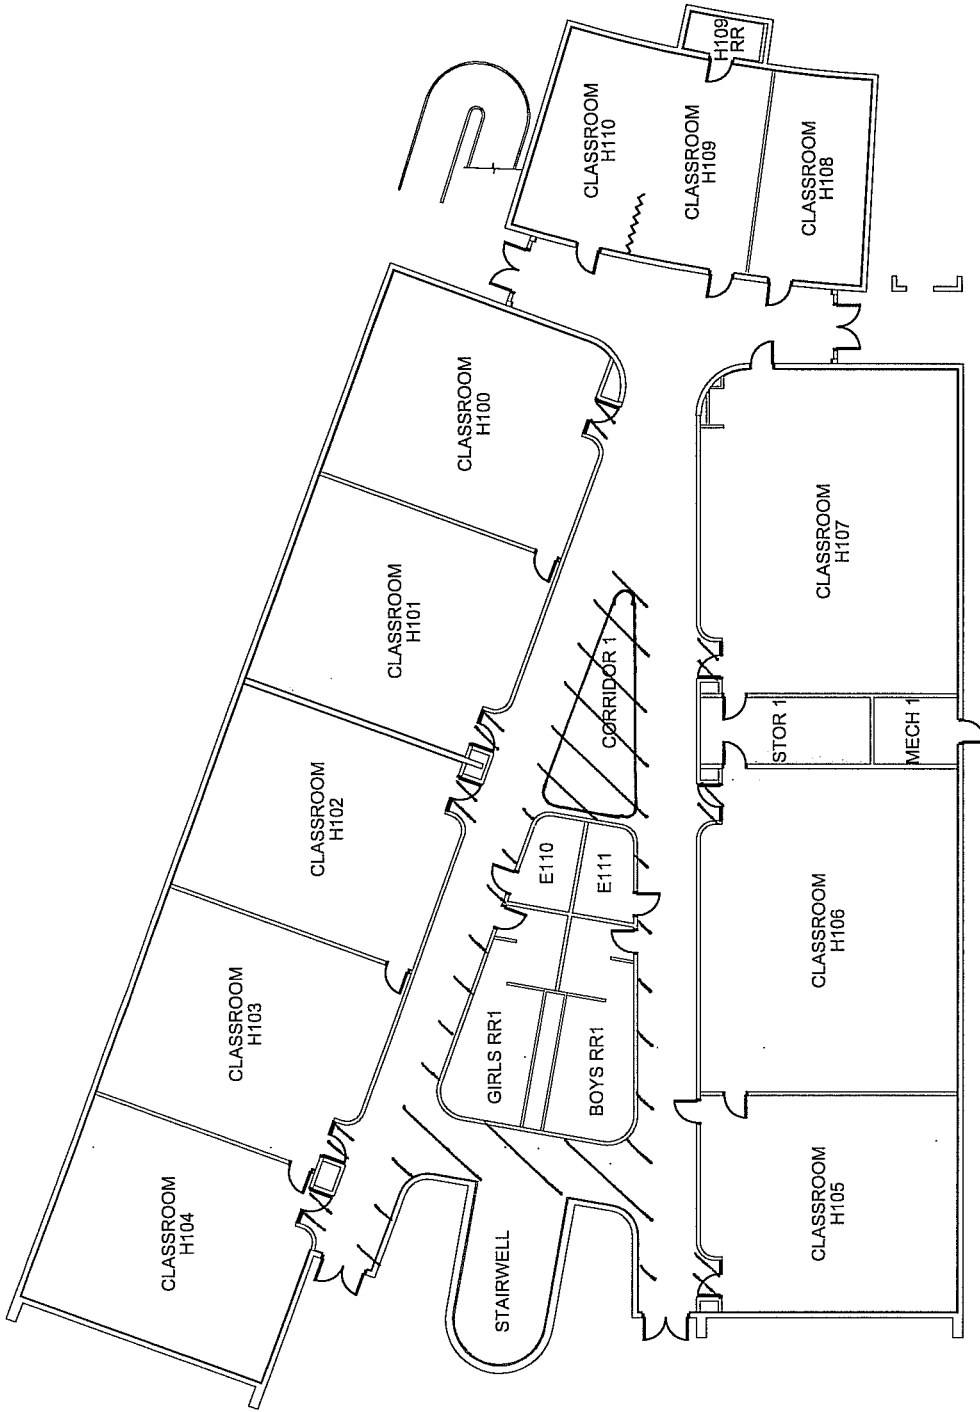 CLASSROOM
H104
CLASSROOM
H103
CLASSROOM
H102
CLASSROOM
H101
CLASSROOM
H100
STAIRWELL
GIRLS RR1
BOYS RR1
E110
E111
CORRIDOR 1
CLASSROOM
H110
CLASSROOM
H109
H109
RR
CLASSROOM
H108
CLASSROOM
H105
CLASSROOM
H106
STOR 1
MECH 1
CLASSROOM
H107